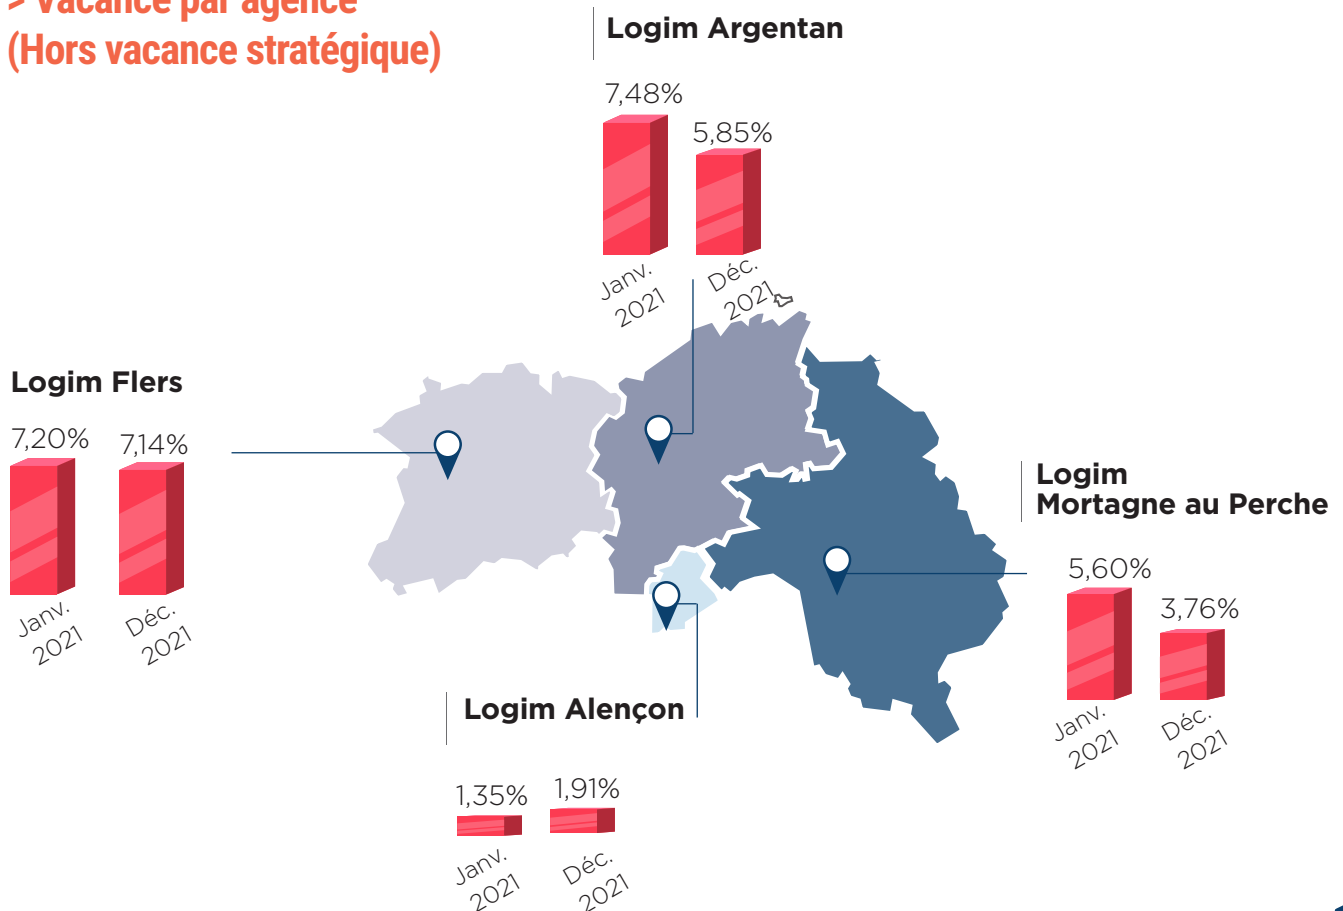 > Vacance par agence
(Hors vacance stratégique)
Logim Argentan
7,48%
5,85%
Janv.
2021
Déc.
2021
Logim Flers
7,20%
7,14%
Janv.
2021
Déc.
2021
Logim
Mortagne au Perche
5,60%
3,76%
Janv.
2021
Déc.
2021
Logim Alençon
1,35%
1,91%
Janv.
2021
Déc.
2021